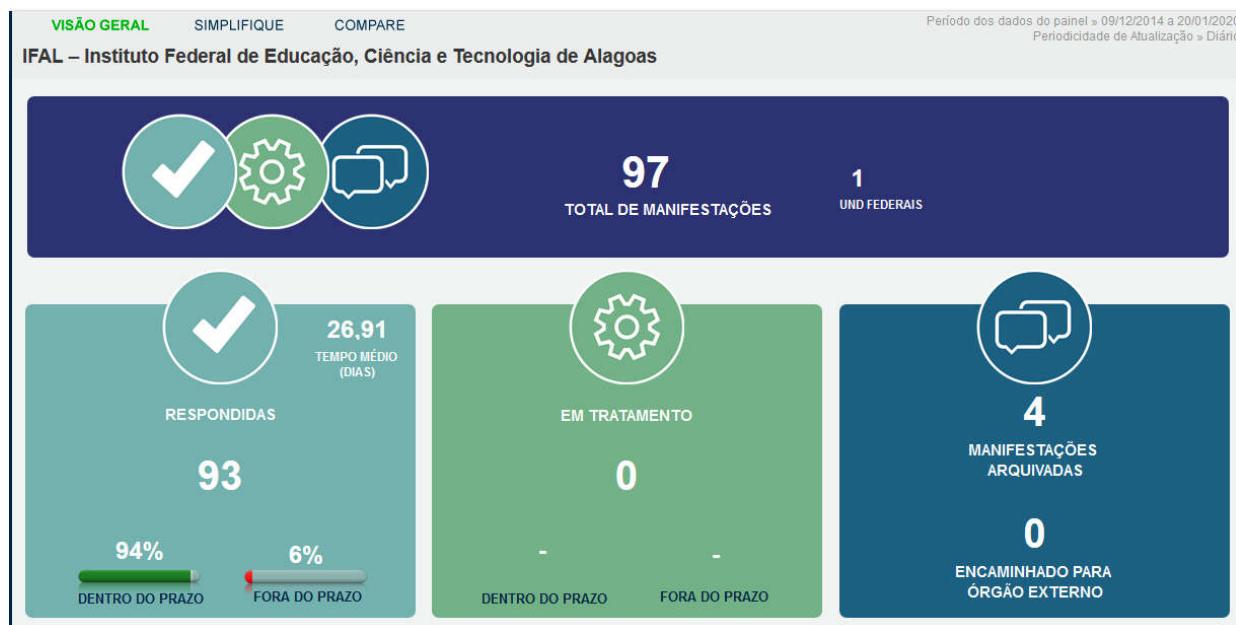 VISÃO GERAL SIMPLIFIQUE COMPARE
Período dos dados do painel » 09/12/2014 a 20/01/2020
Periodicidade de Atualização » Diário
IFAL – Instituto Federal de Educação, Ciência e Tecnologia de Alagoas
97
TOTAL DE MANIFESTAÇÕES
1
UND FEDERAIS
26,91
TEMPO MÉDIO
(DIAS)
RESPONDIDAS
93
94%
DENTRO DO PRAZO
6%
FORA DO PRAZO
EM TRATAMENTO
0
-
DENTRO DO PRAZO
-
FORA DO PRAZO
4
MANIFESTAÇÕES
ARQUIVADAS
0
ENCAMINHADO PARA
ÓRGÃO EXTERNO